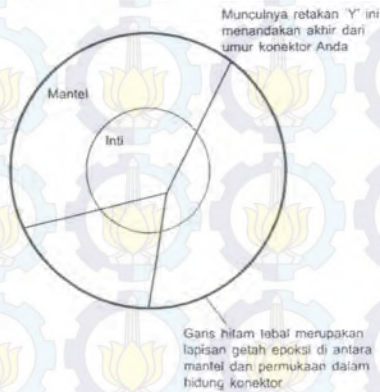 Munculnya retakan 'Y' ini
menandakan akhir dari
umur konektor Anda
Mantel
Inti
Garis hitam tebal merupakan
lapisan getah epoksi di antara
mantel dan permukaan dalam
hidung konektor